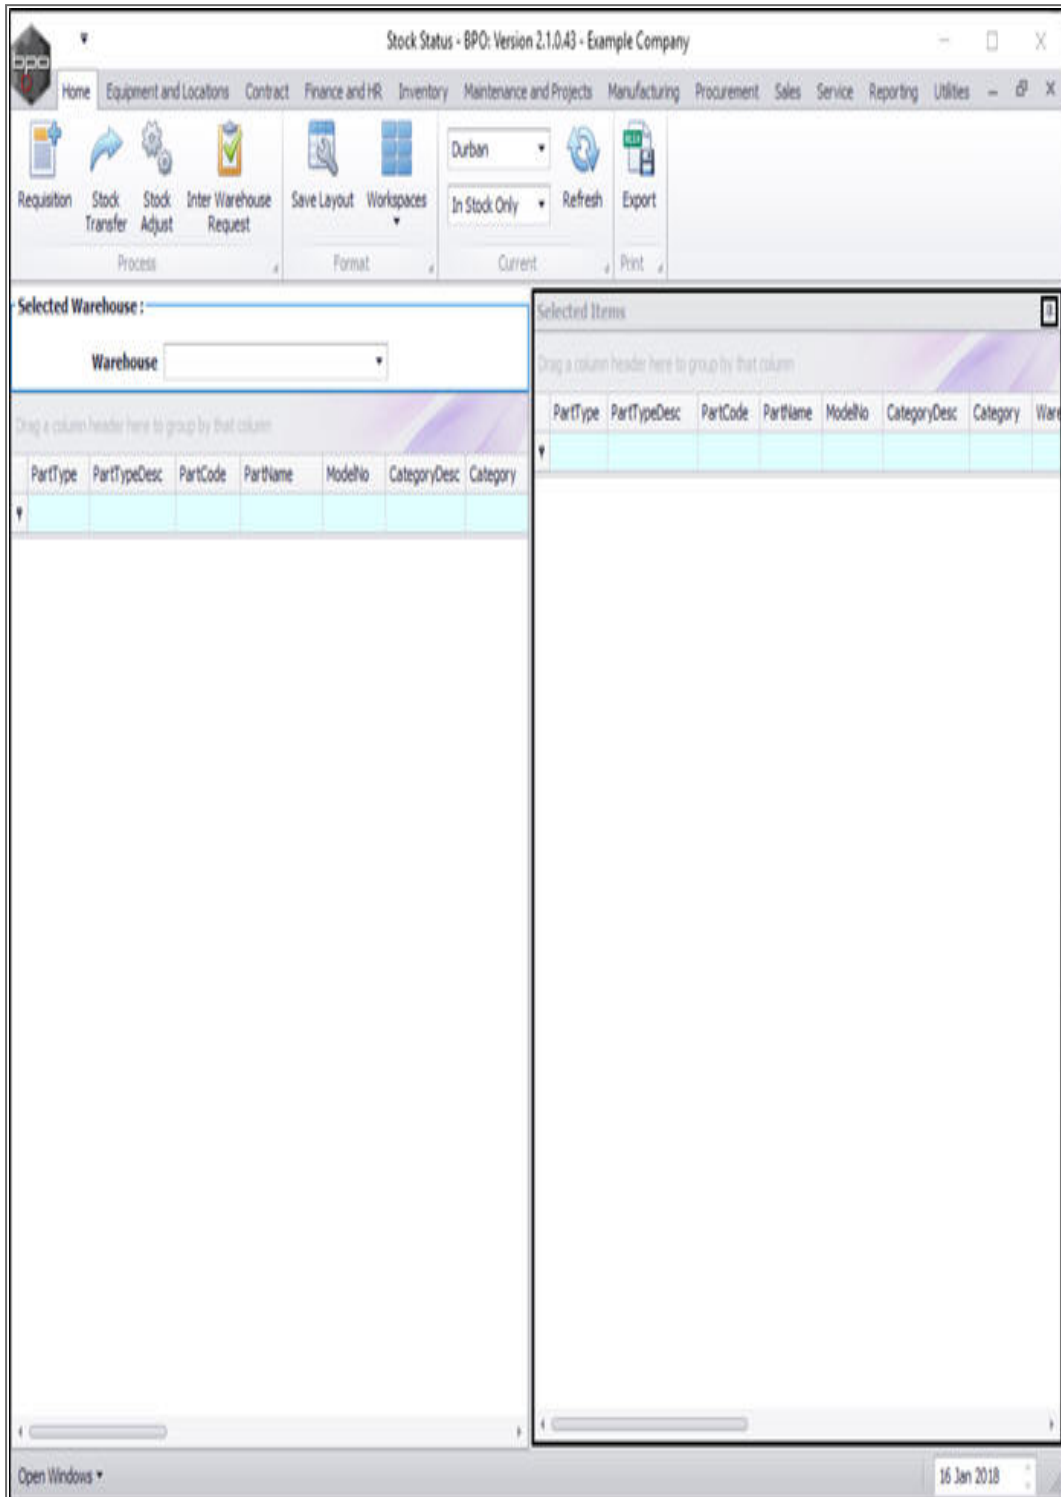 Stock Status - BPO: Version 2.1.0.43 - Example Company
bpo
Home Equipment and Locations Contract Finance and HR Inventory Maintenance and Projects Manufacturing Procurement Sales Service Reporting Utilities
Durban
In Stock Only
Requisition Stock Transfer Stock Adjust Inter Warehouse Request Save Layout Workspaces Refresh Export
Process Format Current Print
Selected Warehouse :
Warehouse
Drag a column header here to group by that column
PartType PartTypeDesc PartCode PartName ModelNo CategoryDesc Category
Selected Items
Drag a column header here to group by that column
PartType PartTypeDesc PartCode PartName ModelNo CategoryDesc Category Ware
Open Windows
16 Jan 2018